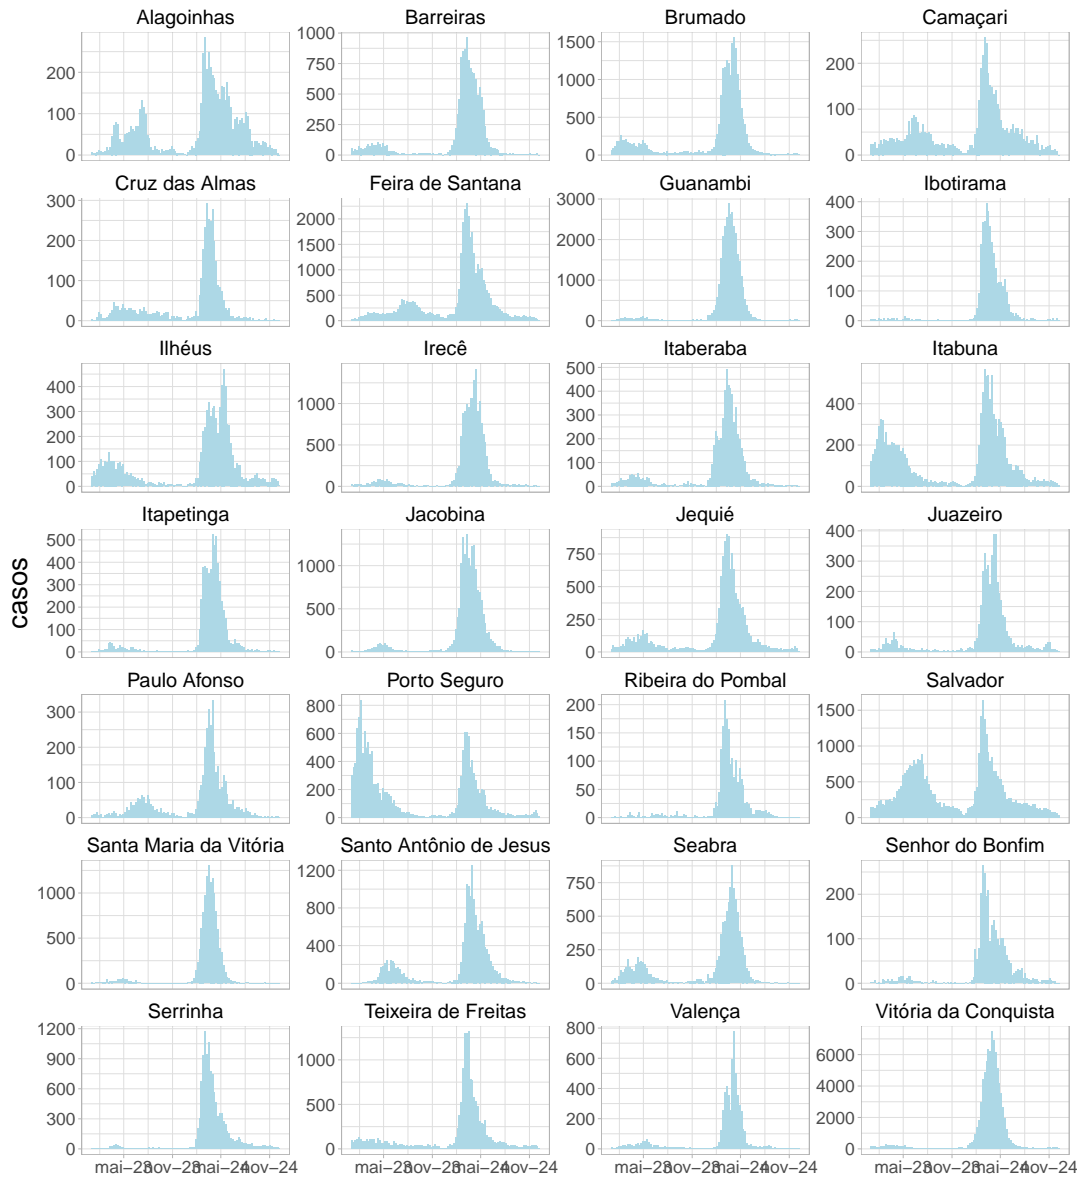 Alagoinhas Barreiras Brumado Camaçari
300 200 100 0
1000 750 500 250 0
1500 1000 500 0
200 100 0
Cruz das Almas Feira de Santana Guanambi Ibotirama
300 200 100 0
2000 1500 1000 500 0
3000 2000 1000 0
400 300 200 100 0
Ilhéus Irecê Itaberaba Itabuna
400 300 200 100 0
1000 500 0
500 400 300 200 100 0
400 200 0
casos
Itapetinga Jacobina Jequié Juazeiro
500 400 300 200 100 0
1000 500 0
750 500 250 0
400 300 200 100 0
Paulo Afonso Porto Seguro Ribeira do Pombal Salvador
300 200 100 0
800 600 400 200 0
200 150 100 50 0
1500 1000 500 0
Santa Maria da Vitória Santo Antônio de Jesus Seabra Senhor do Bonfim
1000 500 0
1200 800 400 0
750 500 250 0
200 100 0
Serrinha Teixeira de Freitas Valença Vitória da Conquista
1200 900 600 300 0
1000 500 0
800 600 400 200 0
6000 4000 2000 0
mai−23 nov−23 mai−24 nov−24 mai−23 nov−23 mai−24 nov−24 mai−23 nov−23 mai−24 nov−24 mai−23 nov−23 mai−24 nov−24